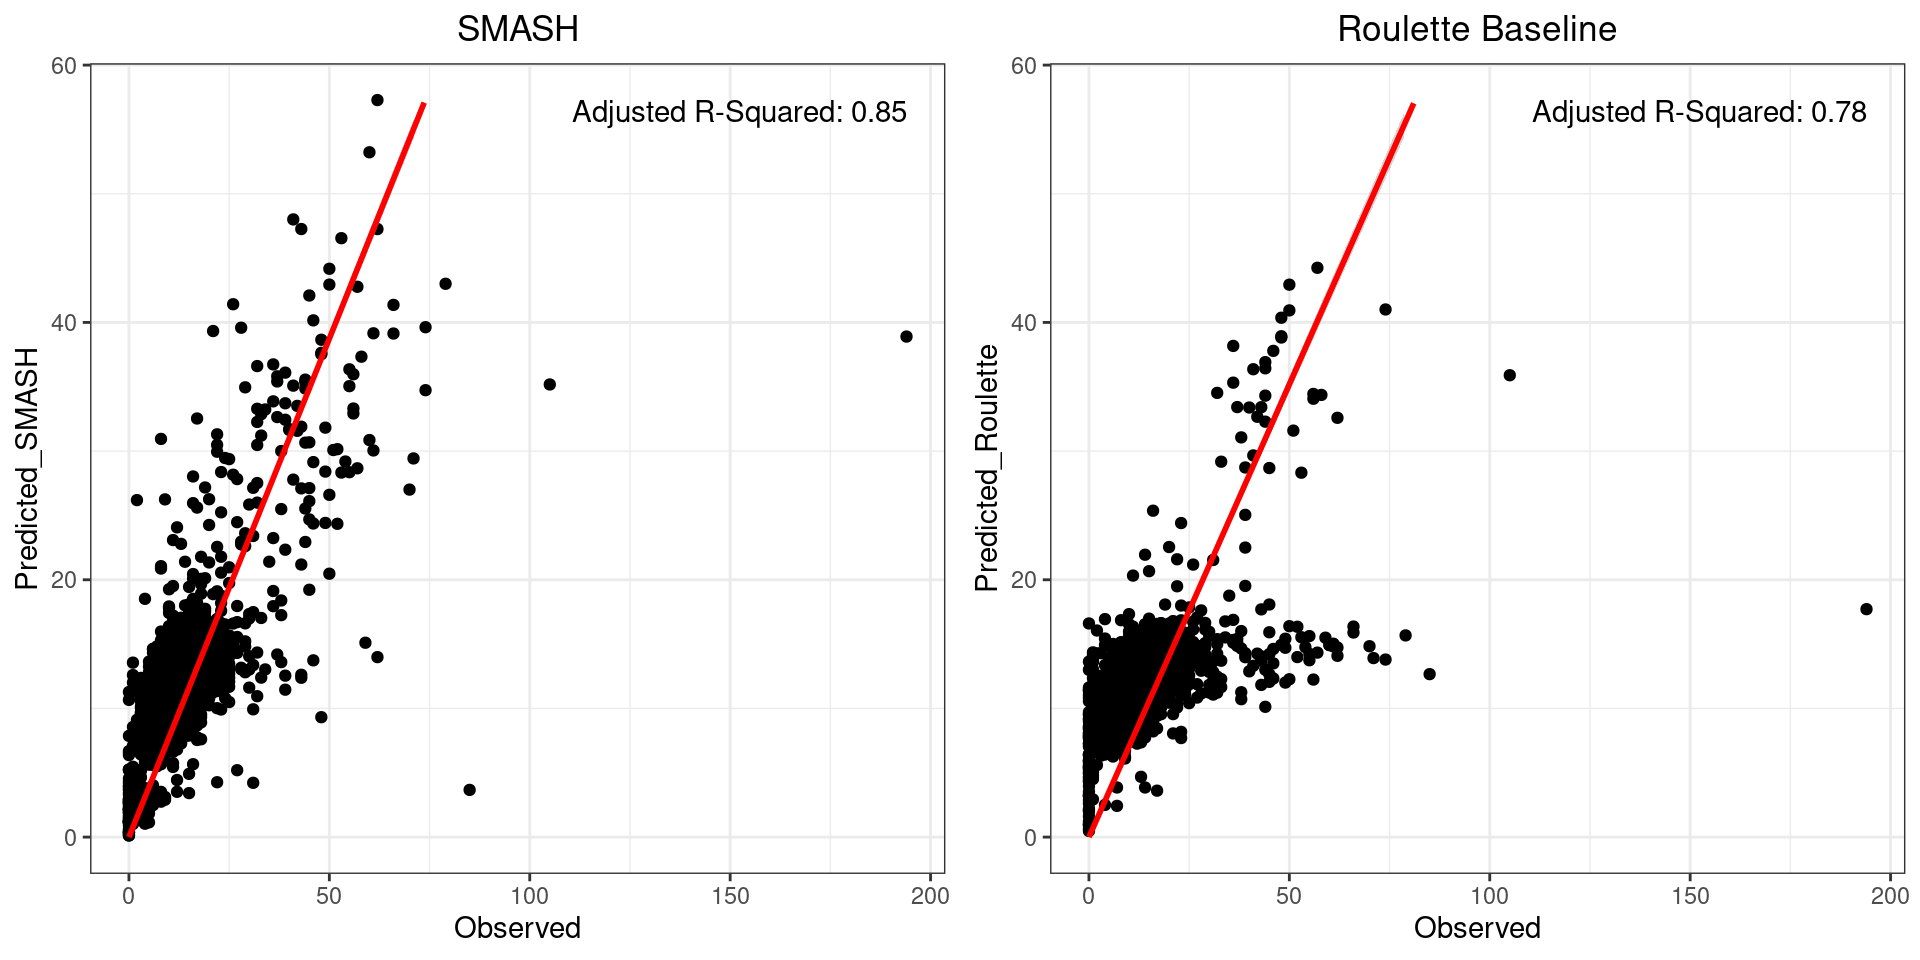 SMASH
Adjusted R-Squared: 0.85
60
40
20
0
Predicted_SMASH
0 50 100 150 200
Observed
Roulette Baseline
Adjusted R-Squared: 0.78
60
40
20
0
Predicted_Roulette
0 50 100 150 200
Observed